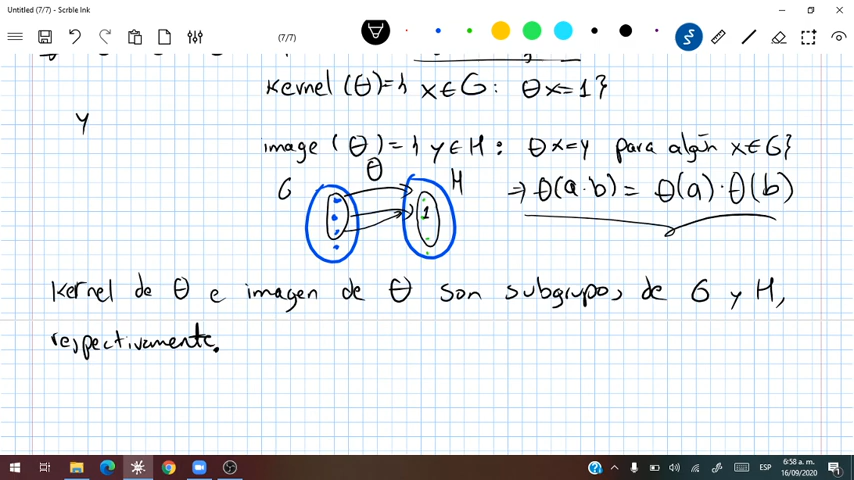 Untitled (7/7) - Scrble Ink
(7/7)
Kernel (θ)={ x∈G: θx=1}
y
image (θ)={ y∈H: θx=y para algún x∈G}
θ
G
H
⇒ θ(a·b) = θ(a)·θ(b)
1
Kernel de θ e imagen de θ son subgrupos de G y H,
respectivamente.
ESP
6:58 a. m.
16/09/2020